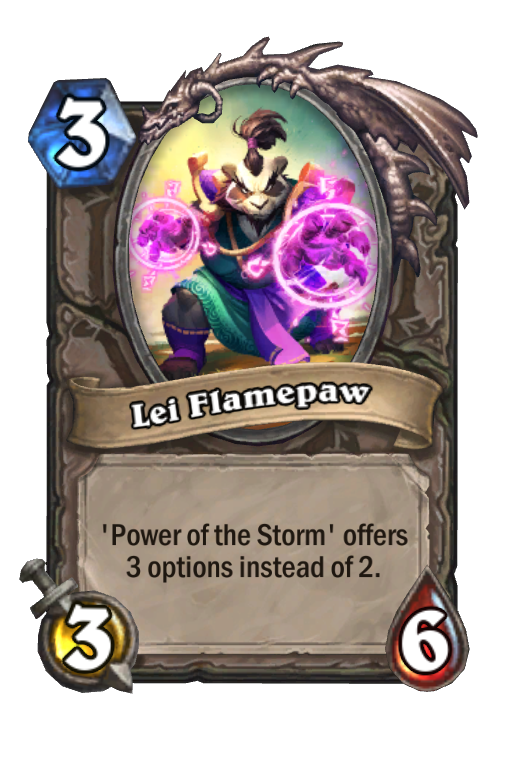 3
Lei Flamepaw
'Power of the Storm' offers
3 options instead of 2.
3
6